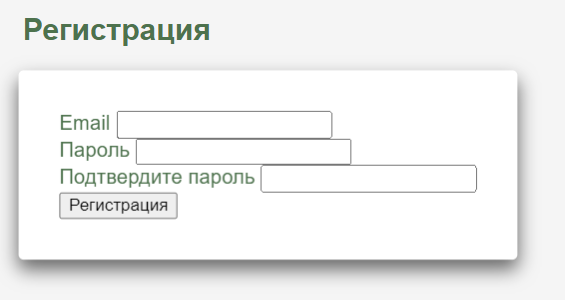 Регистрация
Email
Пароль
Подтвердите пароль
Регистрация